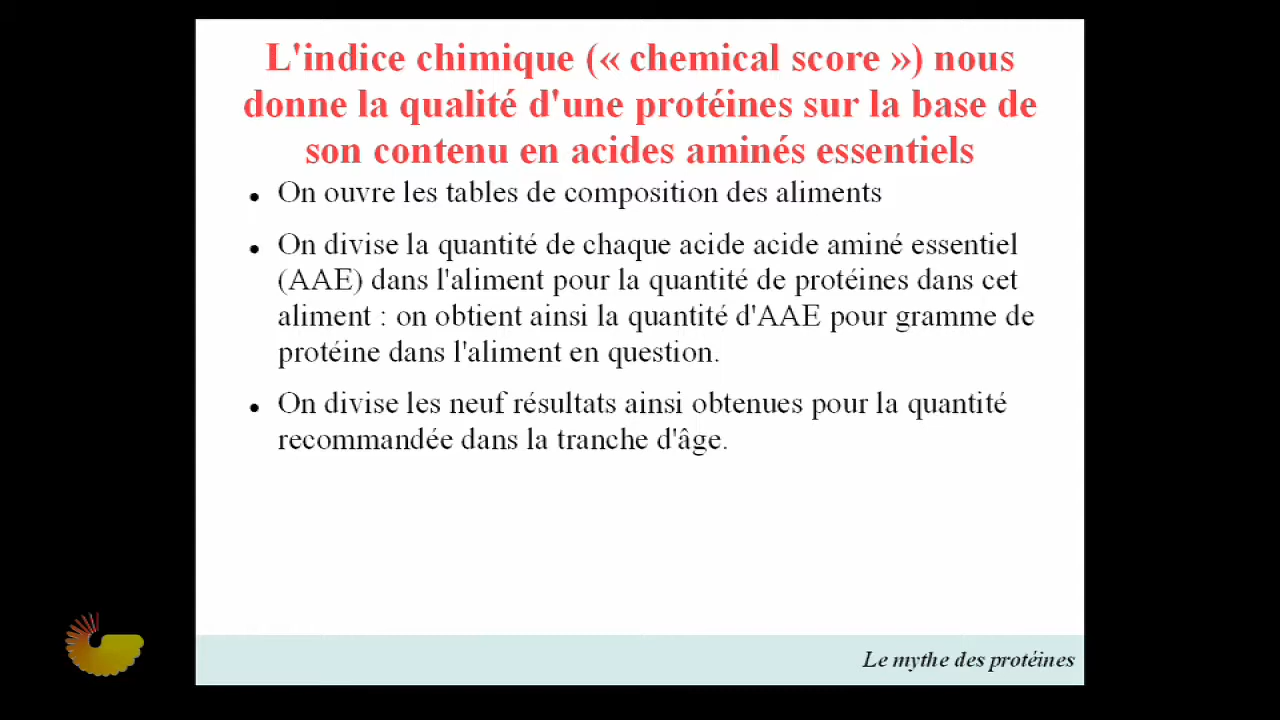 L'indice chimique (« chemical score ») nous
donne la qualité d'une protéines sur la base de
son contenu en acides aminés essentiels
• On ouvre les tables de composition des aliments
• On divise la quantité de chaque acide acide aminé essentiel
(AAE) dans l'aliment pour la quantité de protéines dans cet
aliment : on obtient ainsi la quantité d'AAE pour gramme de
protéine dans l'aliment en question.
• On divise les neuf résultats ainsi obtenues pour la quantité
recommandée dans la tranche d'âge.
Le mythe des protéines